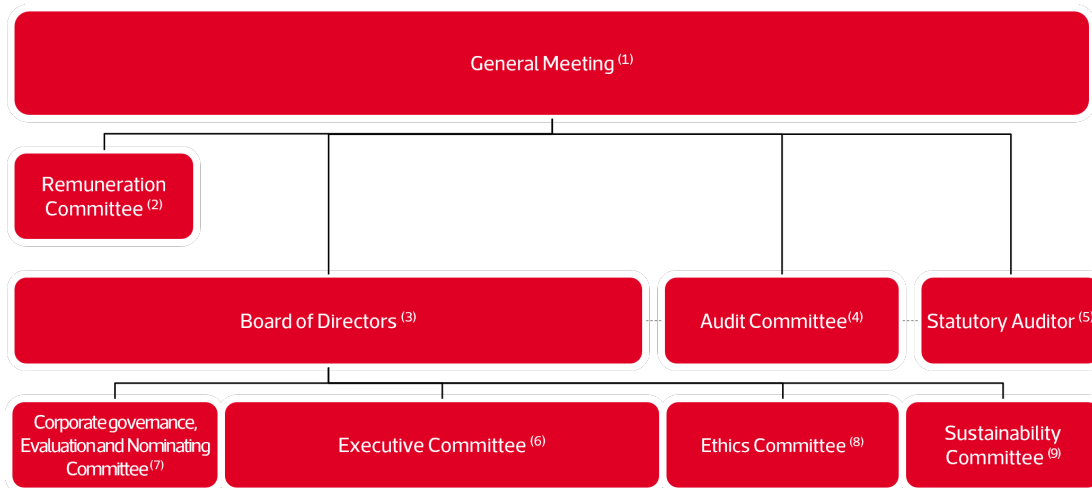 General Meeting (1)
Remuneration
Committee (2)
Board of Directors (3)
Audit Committee(4)
Statutory Auditor (5)
Corporate governance,
Evaluation and Nominating
Committee(7)
Executive Committee (6)
Ethics Committee (8)
Sustainability
Committee (9)